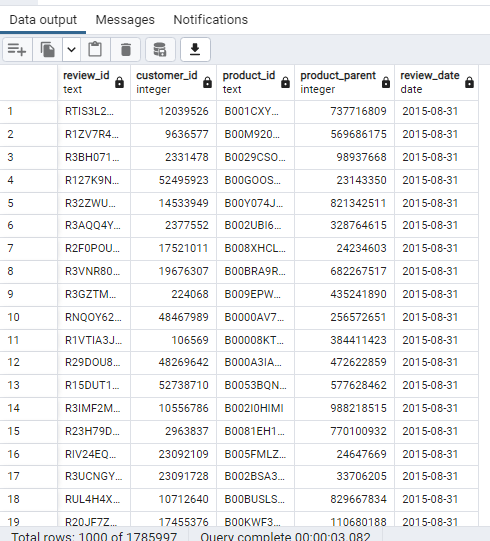 Data output Messages Notifications
review_id customer_id product_id product_parent review_date
text integer text integer date
1 RTIS3L2... 12039526 B001CXY... 737716809 2015-08-31
2 R1ZV7R4... 9636577 B00M920... 569686175 2015-08-31
3 R3BH071... 2331478 B0029CSO... 98937668 2015-08-31
4 R127K9N... 52495923 B00GOOS... 23143350 2015-08-31
5 R32ZWU... 14533949 B00Y074J... 821342511 2015-08-31
6 R3AQQ4Y... 2377552 B002UBI6... 328764615 2015-08-31
7 R2F0POU... 17521011 B008XHCL... 24234603 2015-08-31
8 R3VNR80... 19676307 B00BRA9R... 682267517 2015-08-31
9 R3GZTM... 224068 B009EPW... 435241890 2015-08-31
10 RNQOY62... 48467989 B0000AV7... 256572651 2015-08-31
11 R1VTIA3J... 106569 B00008KT... 384411423 2015-08-31
12 R29DOU8... 48269642 B000A3IA... 472622859 2015-08-31
13 R15DUT1... 52738710 B0053BQN... 577628462 2015-08-31
14 R3IMF2M... 10556786 B002I0HIMI 988218515 2015-08-31
15 R23H79D... 2963837 B0081EH1... 770100932 2015-08-31
16 RIV24EQ... 23092109 B005FMLZ... 24647669 2015-08-31
17 R3UCNGY... 23091728 B002BSA3... 33706205 2015-08-31
18 RUL4H4X... 10712640 B00BUSLS... 829667834 2015-08-31
19 R20JF7Z... 17455376 B00KWF3... 110680188 2015-08-31
Total rows: 1000 of 1785997 Query complete 00:00:03.082